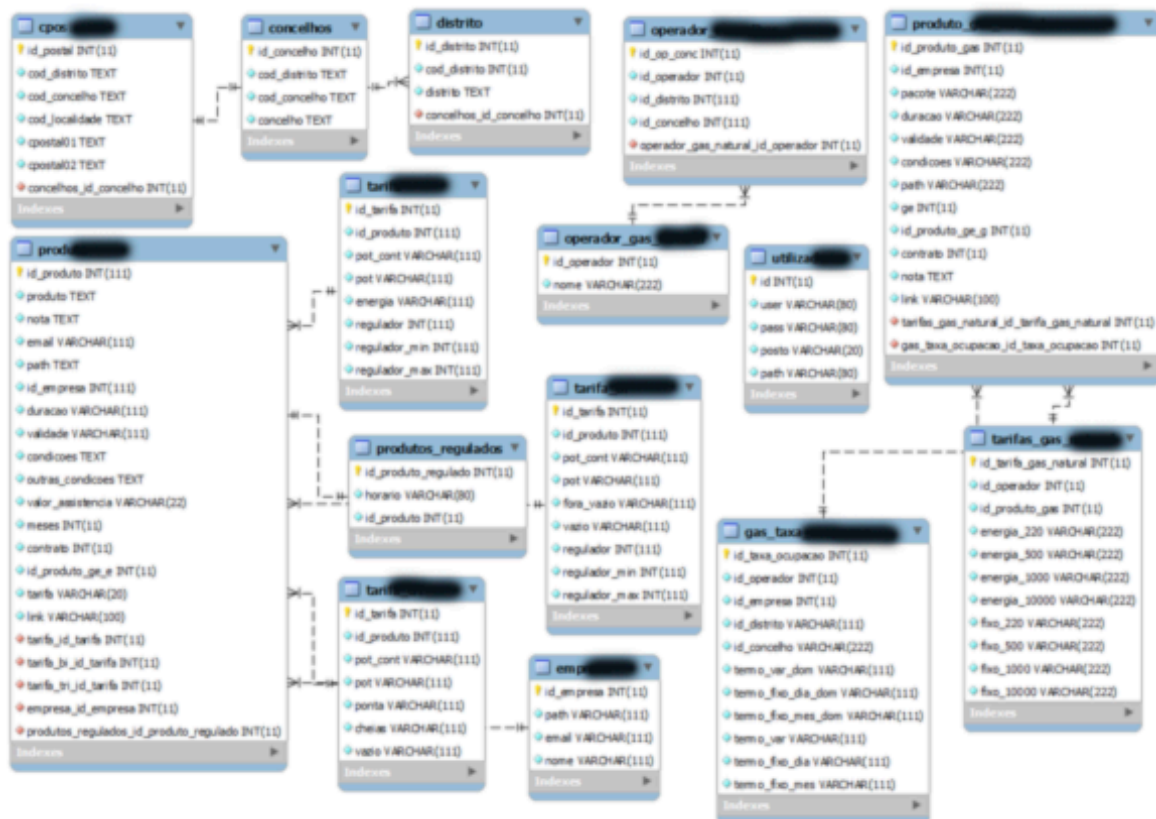 cpos
id_postal INT(11)
cod_distrito TEXT
cod_concelho TEXT
cod_localidade TEXT
cpostal01 TEXT
cpostal02 TEXT
concelhos_id_concelho INT(11)
Indexes
concelhos
id_concelho INT(11)
cod_distrito TEXT
cod_concelho TEXT
concelho TEXT
Indexes
distrito
id_distrito INT(11)
cod_distrito INT(11)
distrito TEXT
concelhos_id_concelho INT(11)
Indexes
operador
id_op_conc INT(11)
id_operador INT(11)
id_distrito INT(111)
id_concelho INT(111)
operador_gas_natural_id_operador INT(11)
Indexes
produto_
id_produto_gas INT(11)
id_empresa INT(11)
pacote VARCHAR(222)
duracao VARCHAR(222)
validade VARCHAR(222)
condicoes VARCHAR(222)
path VARCHAR(222)
ge INT(11)
id_produto_ge_g INT(11)
contrato INT(11)
nota TEXT
link VARCHAR(100)
tarifas_gas_natural_id_tarifa_gas_natural INT(11)
gas_taxa_ocupacao_id_taxa_ocupacao INT(11)
Indexes
tarif
id_tarifa INT(11)
id_produto INT(111)
pot_cont VARCHAR(111)
pot VARCHAR(111)
energia VARCHAR(111)
regulador INT(111)
regulador_min INT(111)
regulador_max INT(111)
Indexes
operador_gas_
id_operador INT(11)
nome VARCHAR(222)
Indexes
utiliza
id INT(11)
user VARCHAR(80)
pass VARCHAR(80)
posto VARCHAR(20)
path VARCHAR(80)
Indexes
produ
id_produto INT(111)
produto TEXT
nota TEXT
email VARCHAR(111)
path TEXT
id_empresa INT(111)
duracao VARCHAR(111)
validade VARCHAR(111)
condicoes TEXT
outras_condicoes TEXT
valor_assistencia VARCHAR(22)
meses INT(11)
contrato INT(11)
id_produto_ge_e INT(11)
tarifa VARCHAR(20)
link VARCHAR(100)
tarifa_id_tarifa INT(11)
tarifa_bi_id_tarifa INT(11)
tarifa_tri_id_tarifa INT(11)
empresa_id_empresa INT(11)
produtos_regulados_id_produto_regulado INT(11)
Indexes
produtos_regulados
id_produto_regulado INT(11)
horario VARCHAR(80)
id_produto INT(11)
Indexes
tarifa_
id_tarifa INT(11)
id_produto INT(111)
pot_cont VARCHAR(111)
pot VARCHAR(111)
fora_vazio VARCHAR(111)
vazio VARCHAR(111)
regulador INT(111)
regulador_min INT(111)
regulador_max INT(111)
Indexes
tarifas_gas_
id_tarifa_gas_natural INT(11)
id_operador INT(11)
id_produto_gas INT(11)
energia_220 VARCHAR(222)
energia_500 VARCHAR(222)
energia_1000 VARCHAR(222)
energia_10000 VARCHAR(222)
fixo_220 VARCHAR(222)
fixo_500 VARCHAR(222)
fixo_1000 VARCHAR(222)
fixo_10000 VARCHAR(222)
Indexes
gas_taxa
id_taxa_ocupacao INT(11)
id_operador INT(11)
id_empresa INT(11)
id_distrito VARCHAR(111)
id_concelho VARCHAR(222)
termo_var_dom VARCHAR(111)
termo_fixo_dia_dom VARCHAR(111)
termo_fixo_mes_dom VARCHAR(111)
termo_var VARCHAR(111)
termo_fixo_dia VARCHAR(111)
termo_fixo_mes VARCHAR(111)
Indexes
id_tarifa INT(11)
id_produto INT(111)
pot_cont VARCHAR(111)
pot VARCHAR(111)
ponta VARCHAR(111)
cheias VARCHAR(111)
vazio VARCHAR(111)
Indexes
emp
id_empresa INT(11)
path VARCHAR(111)
email VARCHAR(111)
nome VARCHAR(111)
Indexes